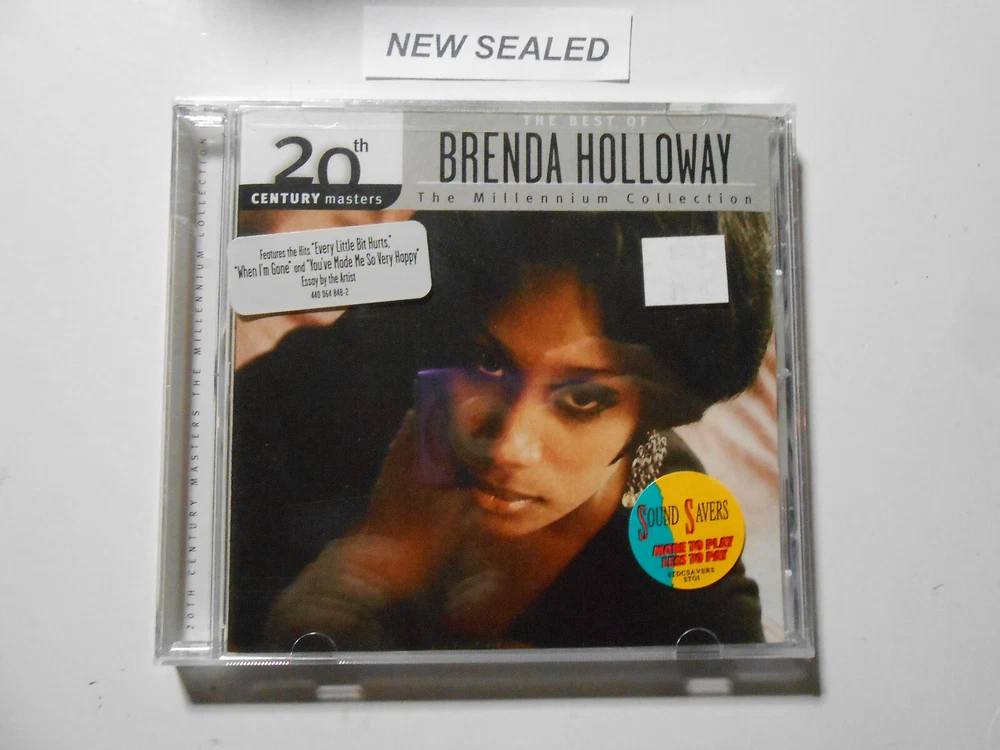 NEW SEALED
THE BEST OF
BRENDA HOLLOWAY
The Millennium Collection
20th
CENTURY masters
Features the Hits "Every Little Bit Hurts,"
"When I'm Gone" and "You've Made Me So Very Happy"
Essay by the Artist
440 064 848-2
SOUND SAVERS
MORE TO PLAY
LESS TO PAY
STDCSAVERS
ST01
20TH CENTURY MASTERS THE MILLENNIUM COLLECTION